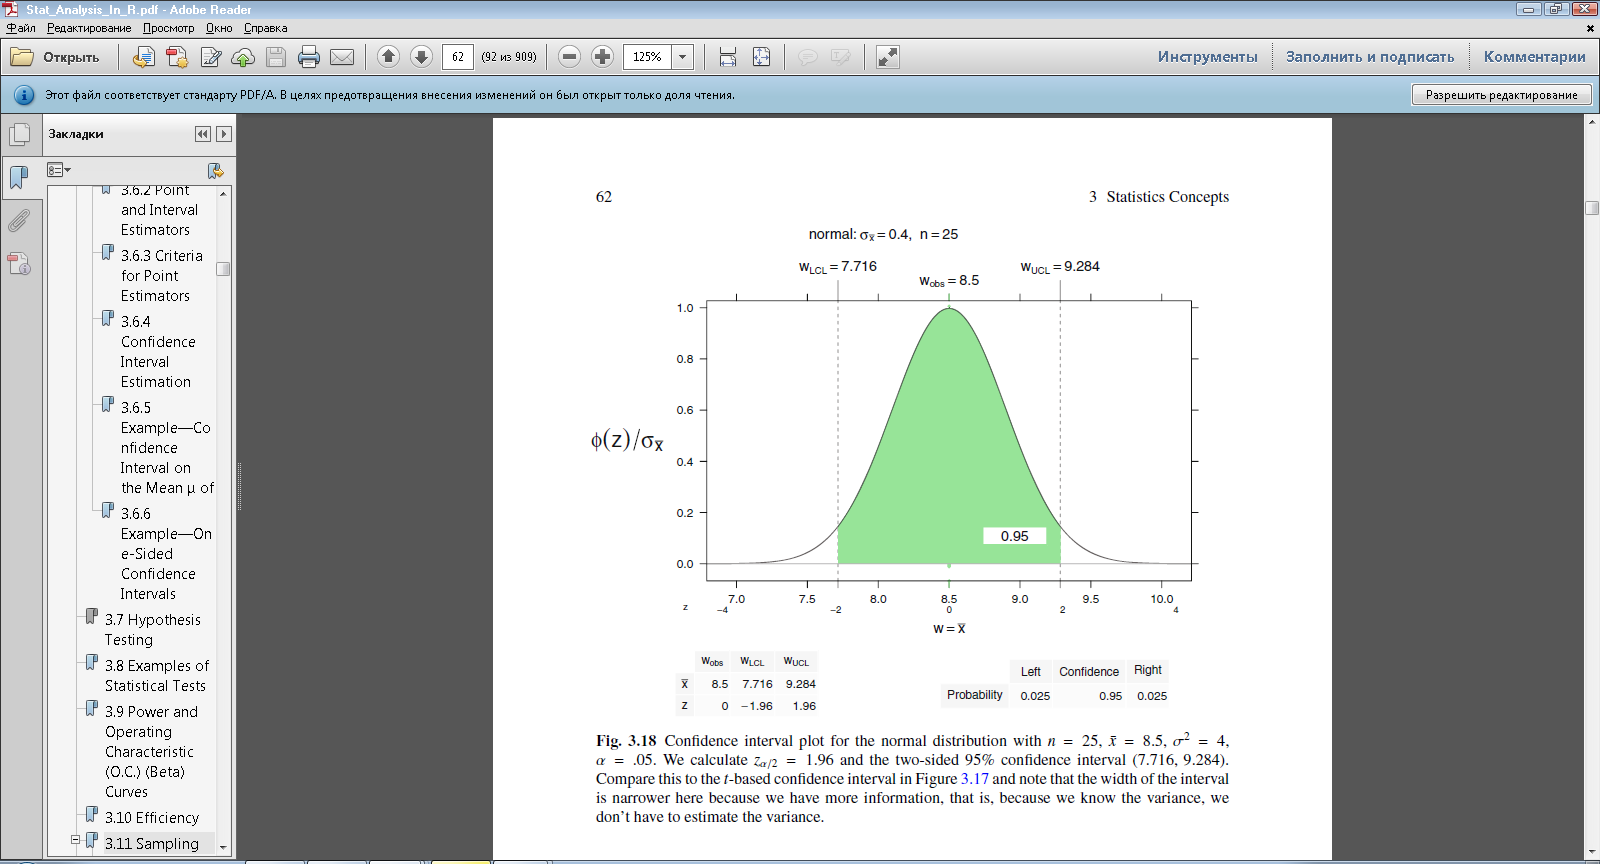 Stat_Analysis_In_R.pdf - Adobe Reader
Файл Редактирование Просмотр Окно Справка
Открыть 62 (92 из 909) 125% Инструменты Заполнить и подписать Комментарии
Этот файл соответствует стандарту PDF/A. В целях предотвращения внесения изменений он был открыт только доля чтения. Разрешить редактирование
Закладки
3.6.2 Point
and Interval
Estimators
3.6.3 Criteria
for Point
Estimators
3.6.4
Confidence
Interval
Estimation
3.6.5
Example—Co
nfidence
Interval on
the Mean μ of
3.6.6
Example—On
e-Sided
Confidence
Intervals
3.7 Hypothesis
Testing
3.8 Examples of
Statistical Tests
3.9 Power and
Operating
Characteristic
(O.C.) (Beta)
Curves
3.10 Efficiency
3.11 Sampling
62 3 Statistics Concepts
normal: σx̄ = 0.4, n = 25
wLCL = 7.716 wUCL = 9.284
wobs = 8.5
1.0
0.8
0.6
ϕ(z)/σx̄
0.4
0.2
0.95
0.0
7.0 7.5 8.0 8.5 9.0 9.5 10.0
z −4 −2 0 2 4
w = x̄
wobs wLCL wUCL
x̄ 8.5 7.716 9.284
z 0 −1.96 1.96
Left Confidence Right
Probability 0.025 0.95 0.025
Fig. 3.18 Confidence interval plot for the normal distribution with n = 25, x̄ = 8.5, σ² = 4,
α = .05. We calculate zα/2 = 1.96 and the two-sided 95% confidence interval (7.716, 9.284).
Compare this to the t-based confidence interval in Figure 3.17 and note that the width of the interval
is narrower here because we have more information, that is, because we know the variance, we
don't have to estimate the variance.